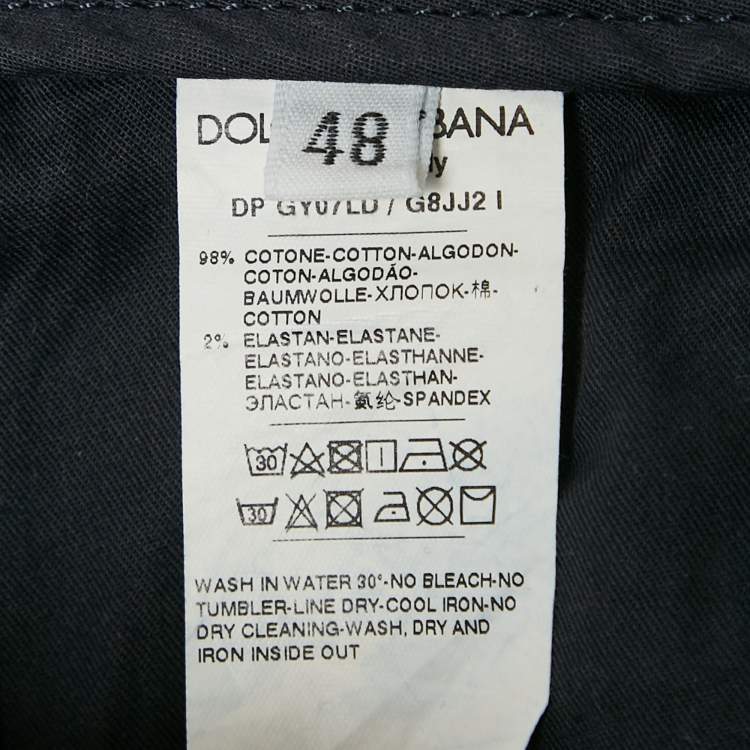 DOL BANA
48
ly
DP GY07LD / G8JJ2 I
98% COTONE-COTTON-ALGODON-
COTON-ALGODÃO-
BAUMWOLLE-ХЛОПОК-棉-
COTTON
2% ELASTAN-ELASTANE-
ELASTANO-ELASTHANNE-
ELASTANO-ELASTHAN-
ЭЛАСТАН-氨纶-SPANDEX
30
30
WASH IN WATER 30°-NO BLEACH-NO
TUMBLER-LINE DRY-COOL IRON-NO
DRY CLEANING-WASH, DRY AND
IRON INSIDE OUT